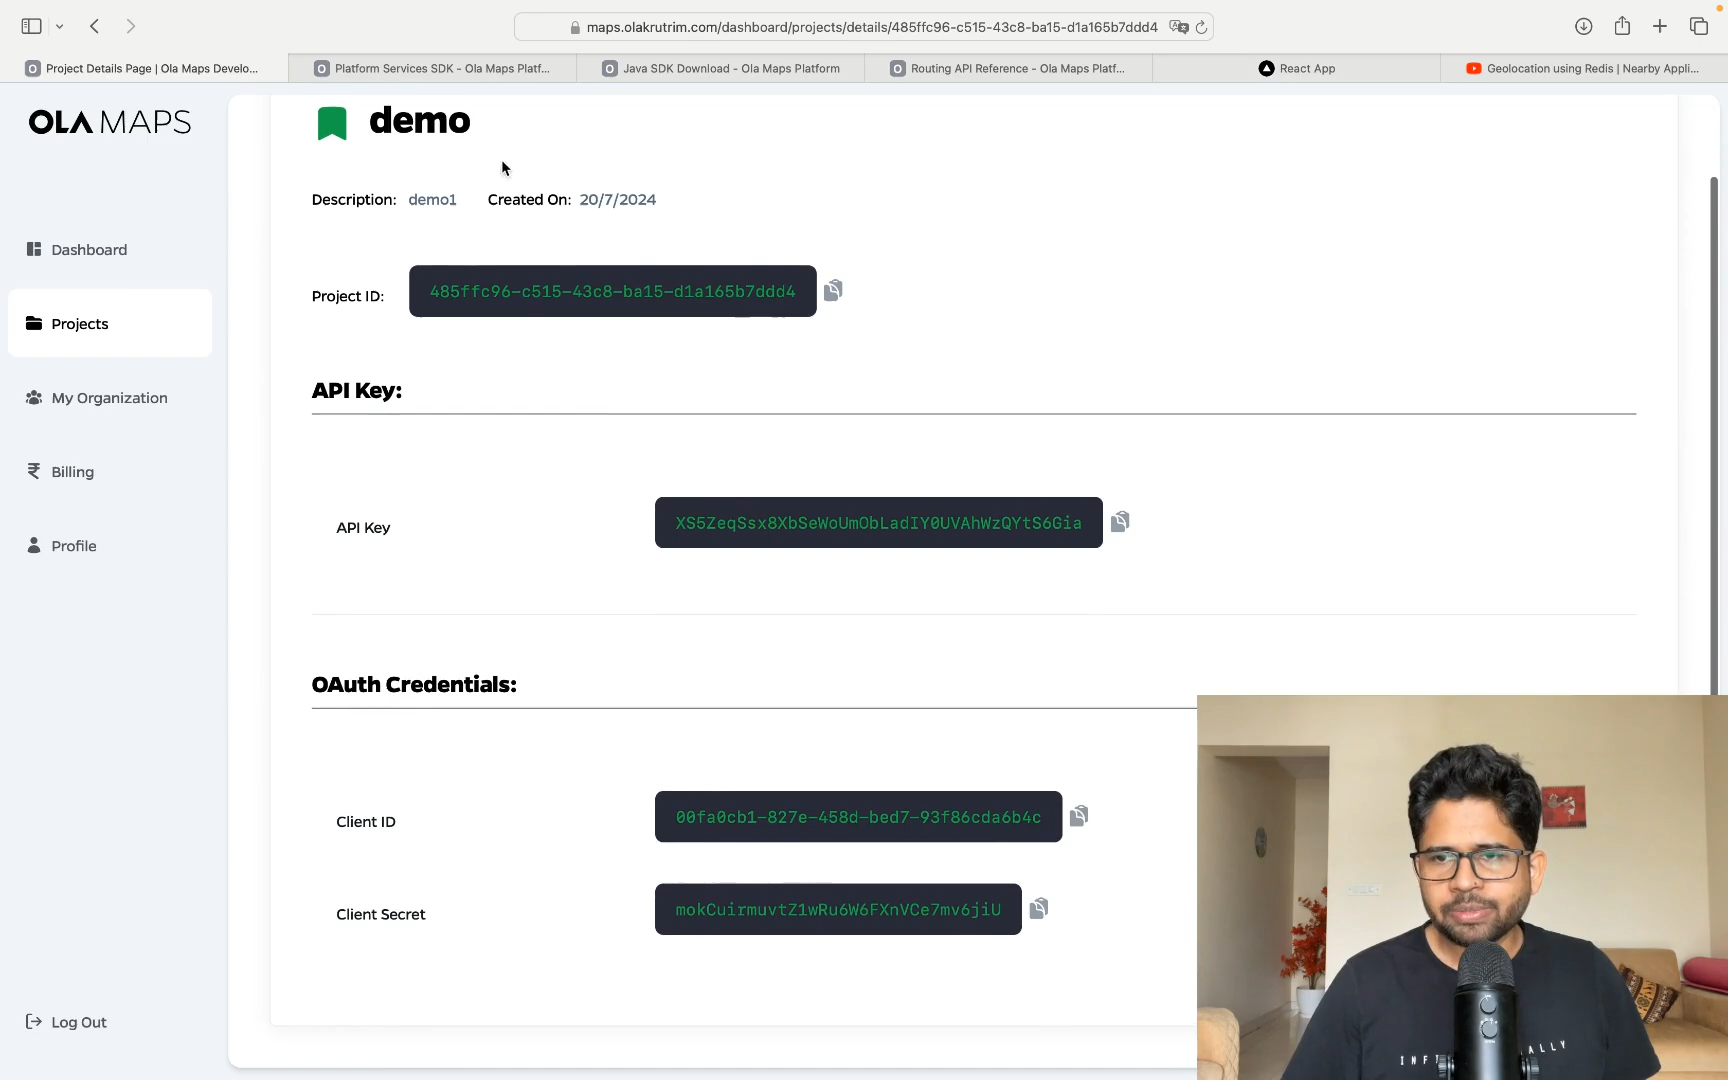 maps.olakrutrim.com/dashboard/projects/details/485ffc96-c515-43c8-ba15-d1a165b7ddd4
Project Details Page | Ola Maps Develo...
Platform Services SDK - Ola Maps Platf...
Java SDK Download - Ola Maps Platform
Routing API Reference - Ola Maps Platf...
React App
Geolocation using Redis | Nearby Appli...
OLA MAPS
demo
Description: demo1 Created On: 20/7/2024
Dashboard
Project ID: 485ffc96-c515-43c8-ba15-d1a165b7ddd4
Projects
API Key:
My Organization
Billing
API Key XS5ZeqSsx8XbSeWoUmObLadIY0UVAhWzQYtS6Gia
Profile
OAuth Credentials:
Client ID 00fa0cb1-827e-458d-bed7-93f86cda6b4c
Client Secret mokCuirmuvtZ1wRu6W6FXnVCe7mv6jiU
Log Out